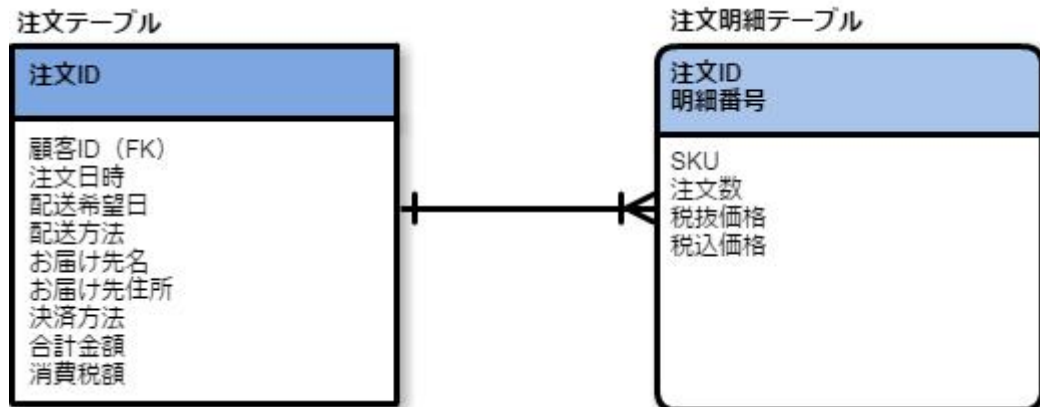 注文テーブル
注文ID
顧客ID（FK）
注文日時
配送希望日
配送方法
お届け先名
お届け先住所
決済方法
合計金額
消費税額
注文明細テーブル
注文ID
明細番号
SKU
注文数
税抜価格
税込価格